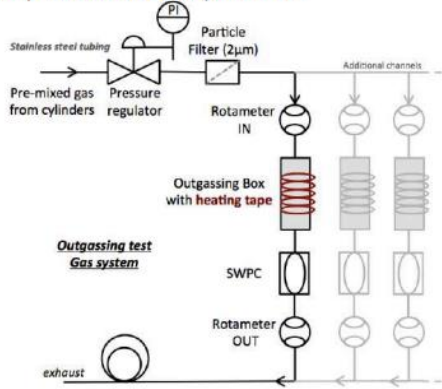 PI
Stainless steel tubing
Particle
Filter (2μm)
Additional channels
Pre-mixed gas
from cylinders
Pressure
regulator
Rotameter
IN
Outgassing Box
with heating tape
Outgassing test
Gas system
SWPC
Rotameter
OUT
exhaust